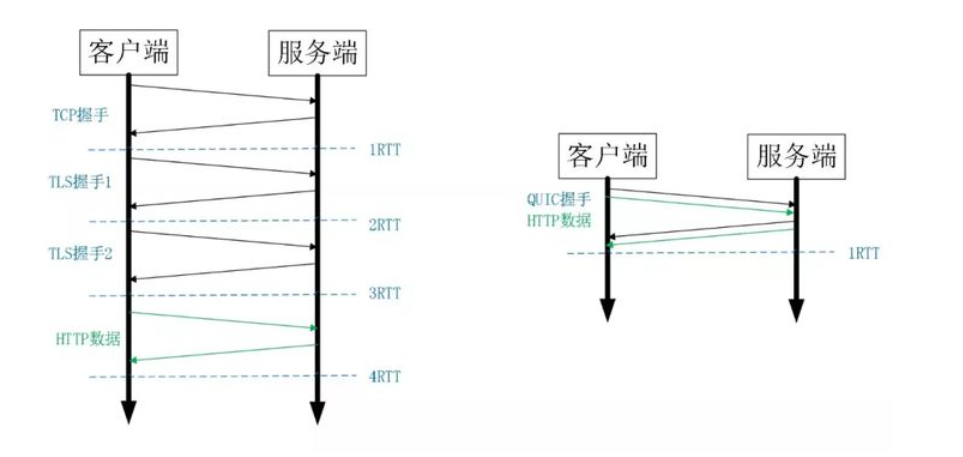 客户端
服务端
TCP握手
1RTT
TLS握手1
2RTT
TLS握手2
3RTT
HTTP数据
4RTT
客户端
服务端
QUIC握手
HTTP数据
1RTT